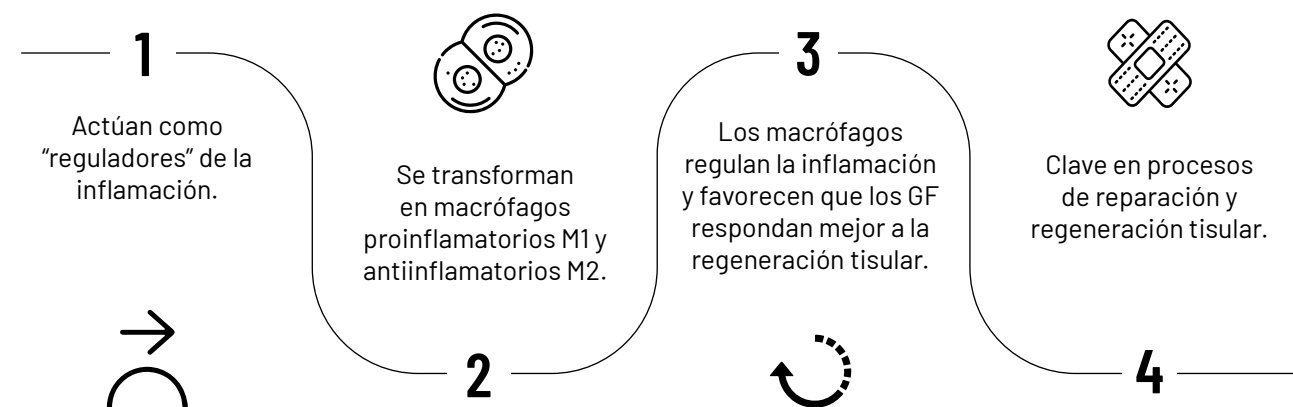 1
Actúan como
“reguladores” de la
inflamación.
2
Se transforman
en macrófagos
proinflamatorios M1 y
antiinflamatorios M2.
3
Los macrófagos
regulan la inflamación
y favorecen que los GF
respondan mejor a la
regeneración tisular.
4
Clave en procesos
de reparación y
regeneración tisular.